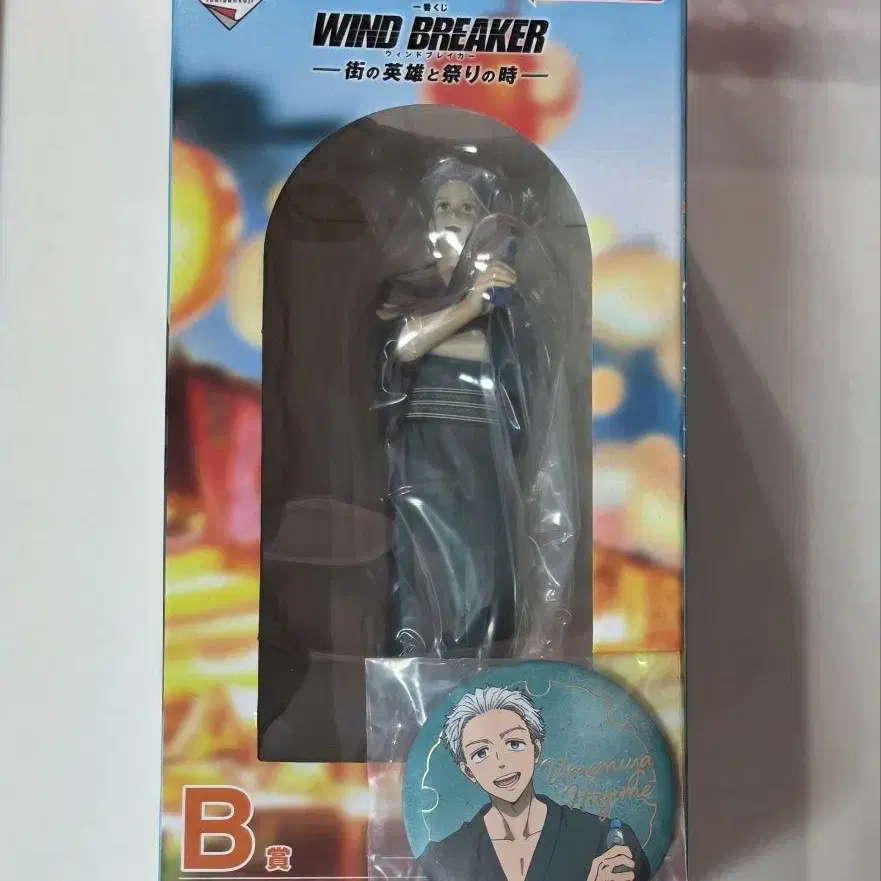 一番くじ
WIND BREAKER
ウィンドブレイカー
―街の英雄と祭りの時―
Umemiya
Hajime
B賞